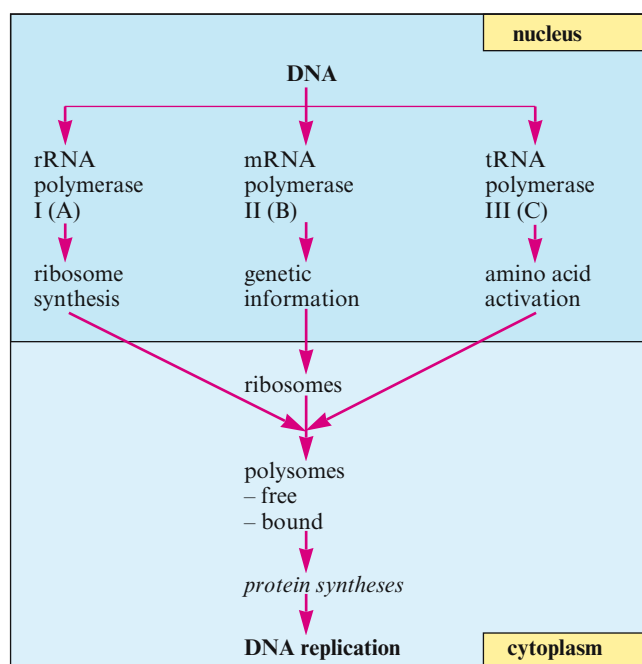 nucleus
DNA
rRNA
polymerase
I (A)
mRNA
polymerase
II (B)
tRNA
polymerase
III (C)
ribosome
synthesis
genetic
information
amino acid
activation
ribosomes
polysomes
– free
– bound
protein syntheses
DNA replication
cytoplasm